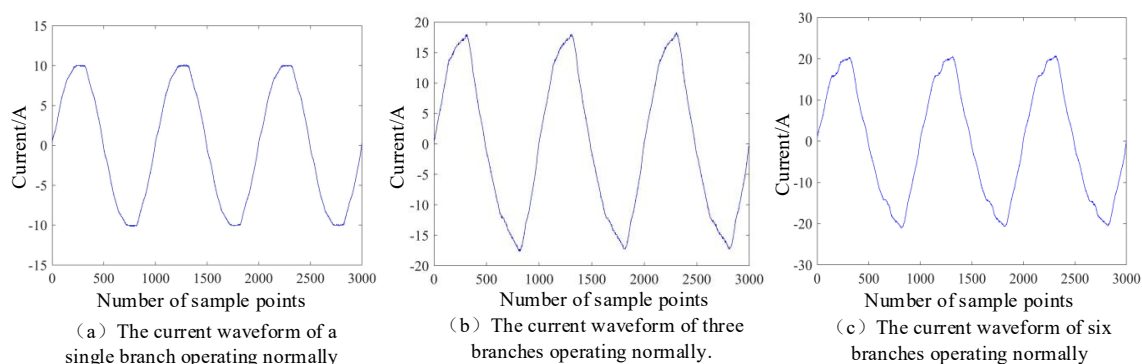 15
10
5
0
-5
-10
-15
Current/A
0 500 1000 1500 2000 2500 3000
Number of sample points
（a）The current waveform of a
single branch operating normally
20
15
10
5
0
-5
-10
-15
-20
Current/A
0 500 1000 1500 2000 2500 3000
Number of sample points
（b）The current waveform of three
branches operating normally.
30
20
10
0
-10
-20
-30
Current/A
0 500 1000 1500 2000 2500 3000
Number of sample points
（c）The current waveform of six
branches operating normally